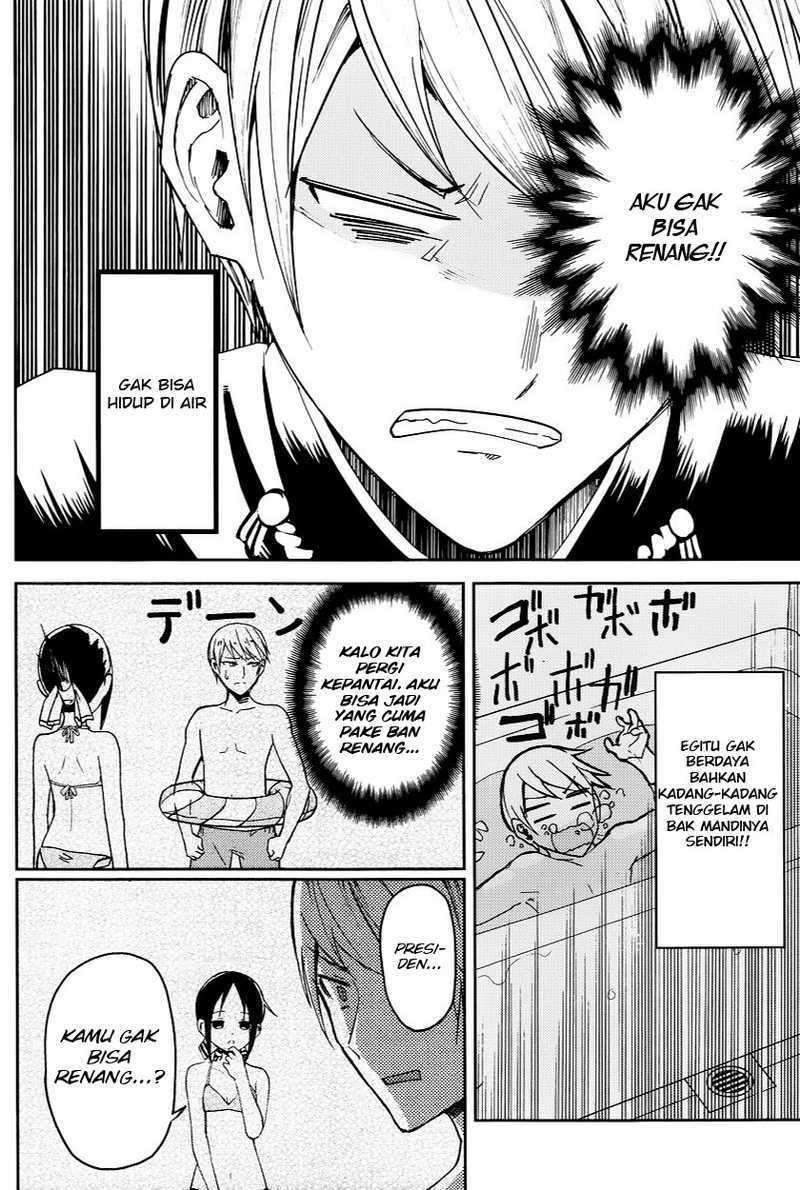 AKU GAK
BISA
RENANG!!
GAK BISA
HIDUP DI AIR
ゴボ
ガボ
ゴボ
ボボボ
EGITU GAK
BERDAYA
BAHKAN
KADANG-KADANG
TENGGELAM DI
BAK MANDINYA
SENDIRI!!
デーン
KALO KITA
PERGI
KEPANTAI. AKU
BISA JADI
YANG CUMA
PAKE BAN
RENANG...
PRESI-
DEN...
KAMU GAK
BISA
RENANG...?